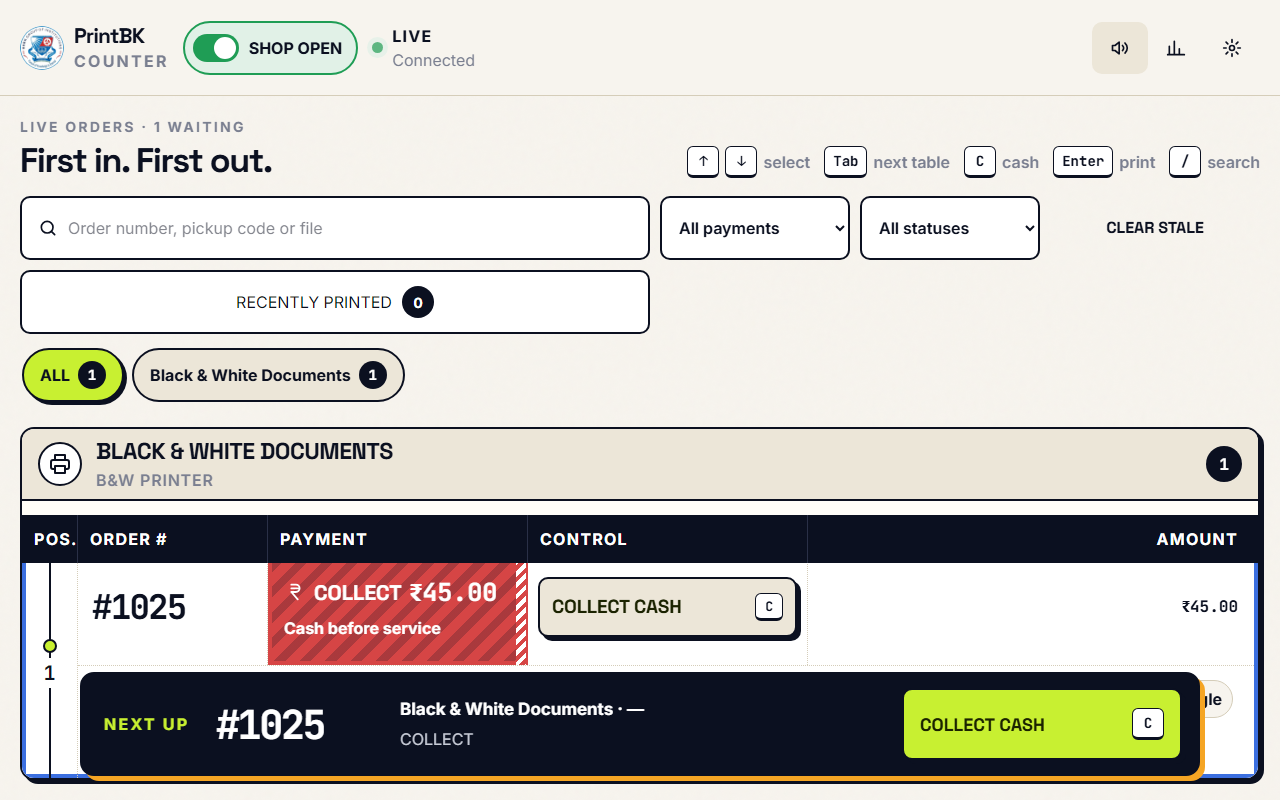 PrintBK
COUNTER
SHOP OPEN
LIVE
Connected
LIVE ORDERS · 1 WAITING
First in. First out.
↑ ↓ select Tab next table C cash Enter print / search
Order number, pickup code or file
All payments
All statuses
CLEAR STALE
RECENTLY PRINTED 0
ALL 1
Black & White Documents 1
BLACK & WHITE DOCUMENTS
B&W PRINTER
1
POS. ORDER # PAYMENT CONTROL AMOUNT
#1025
₹ COLLECT ₹45.00
Cash before service
COLLECT CASH C
₹45.00
1
NEXT UP #1025
Black & White Documents · —
COLLECT
COLLECT CASH C